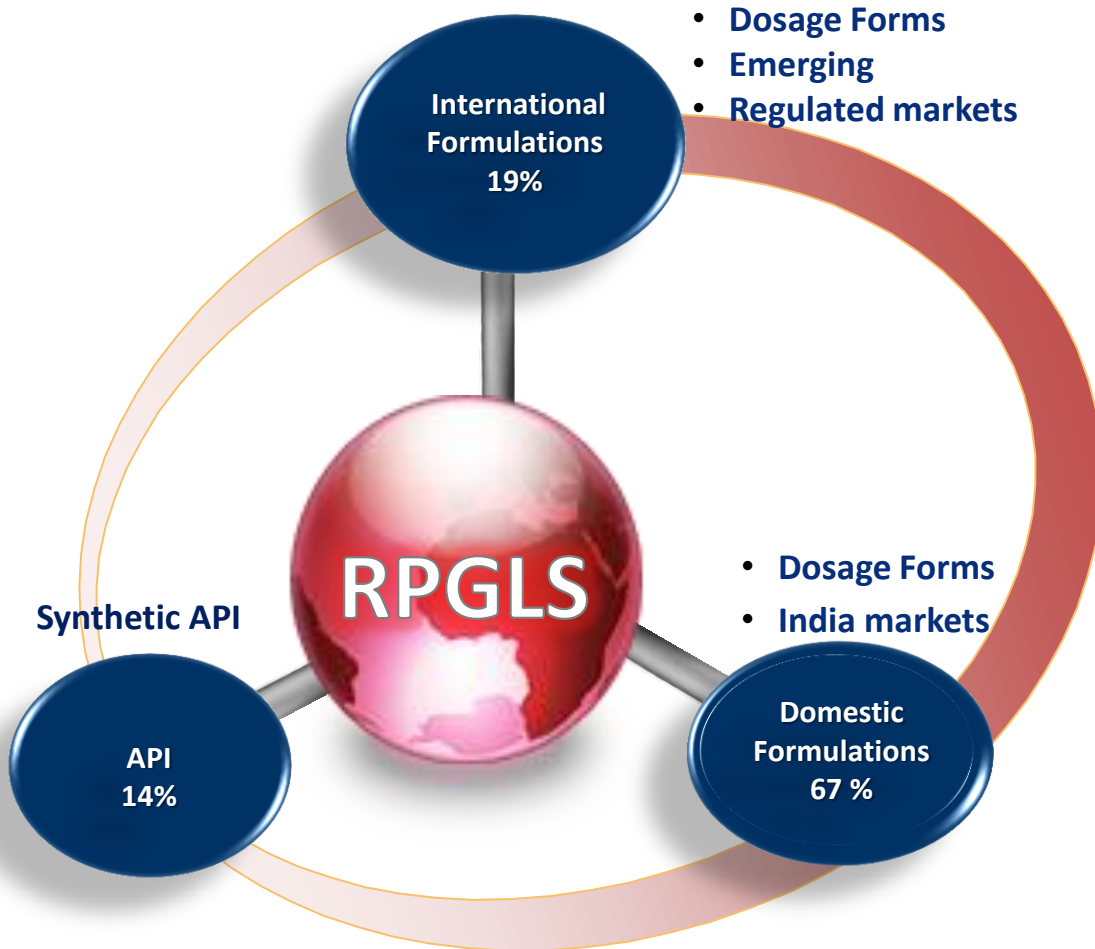 • Dosage Forms
• Emerging
• Regulated markets
International
Formulations
19%
RPGLS
Synthetic API
API
14%
• Dosage Forms
• India markets
Domestic
Formulations
67 %